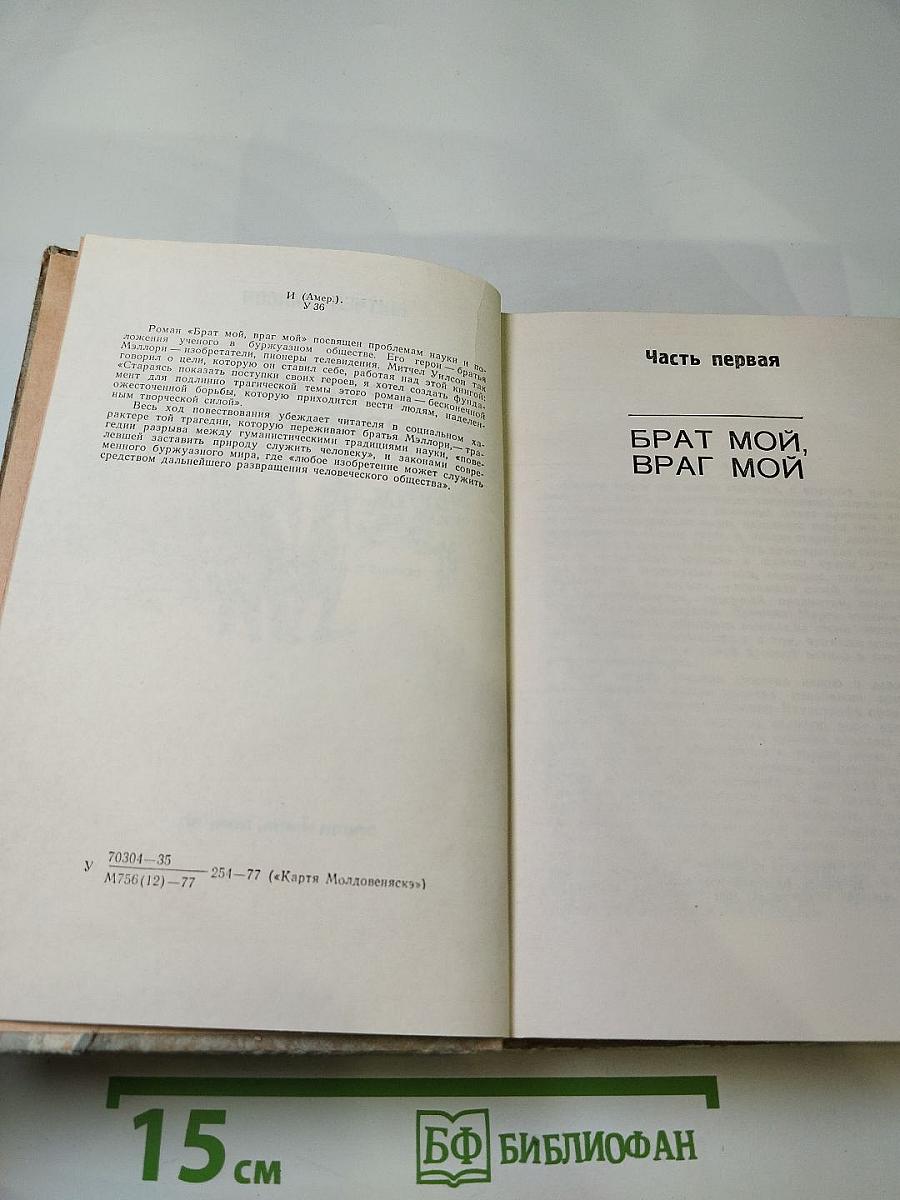 И (Амер.).
У 36
Роман «Брат мой, враг мой» посвящен проблемам науки и по-
ложения ученого в буржуазном обществе. Его герои — братья
Мэллори — изобретатели, пионеры телевидения. Митчел Уилсон так
говорил о цели, которую он ставил себе, работая над этой книгой:
«Стараясь показать поступки своих героев, я хотел создать фунда-
мент для подлинно трагической темы этого романа — бесконечной
ожесточенной борьбы, которую приходится вести людям, наделен-
ным творческой силой».
Весь ход повествования убеждает читателя в социальном ха-
рактере той трагедии, которую переживают братья Мэллори, — тра-
гедии разрыва между гуманистическими традициями науки, «пове-
левшей заставить природу служить человеку», и законами совре-
менного буржуазного мира, где «любое изобретение может служить
средством дальнейшего развращения человеческого общества».
У 70304—35
М756(12)—77 254—77 («Картя Молдовеняскэ»)
Часть первая
БРАТ МОЙ,
ВРАГ МОЙ
15 см
БФ БИБЛИОФАН